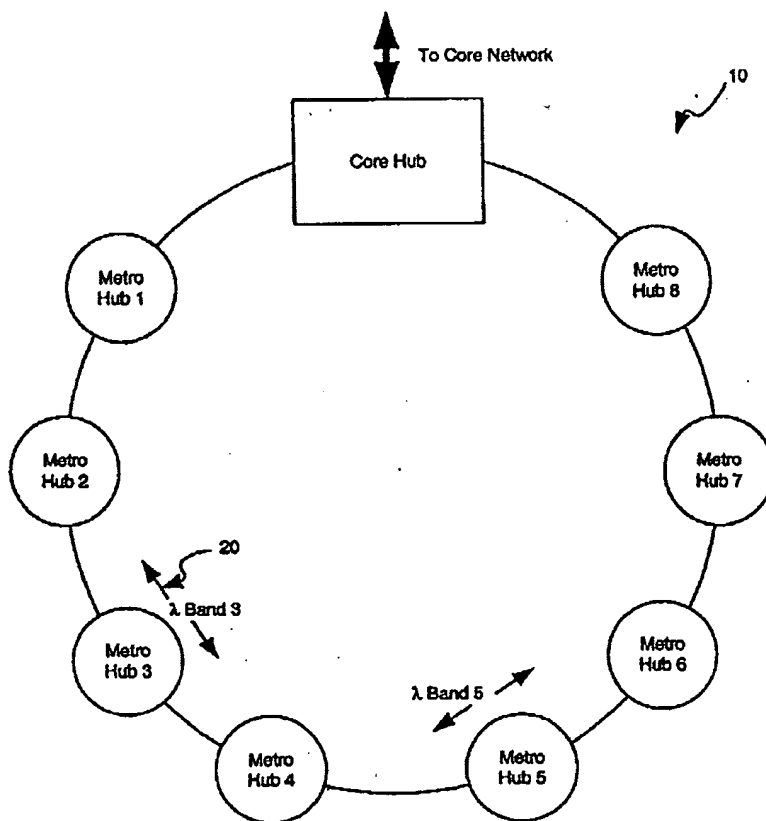 To Core Network
10
Core Hub
Metro
Hub 1
Metro
Hub 8
Metro
Hub 2
Metro
Hub 7
20
λ Band 3
Metro
Hub 3
Metro
Hub 6
λ Band 5
Metro
Hub 4
Metro
Hub 5